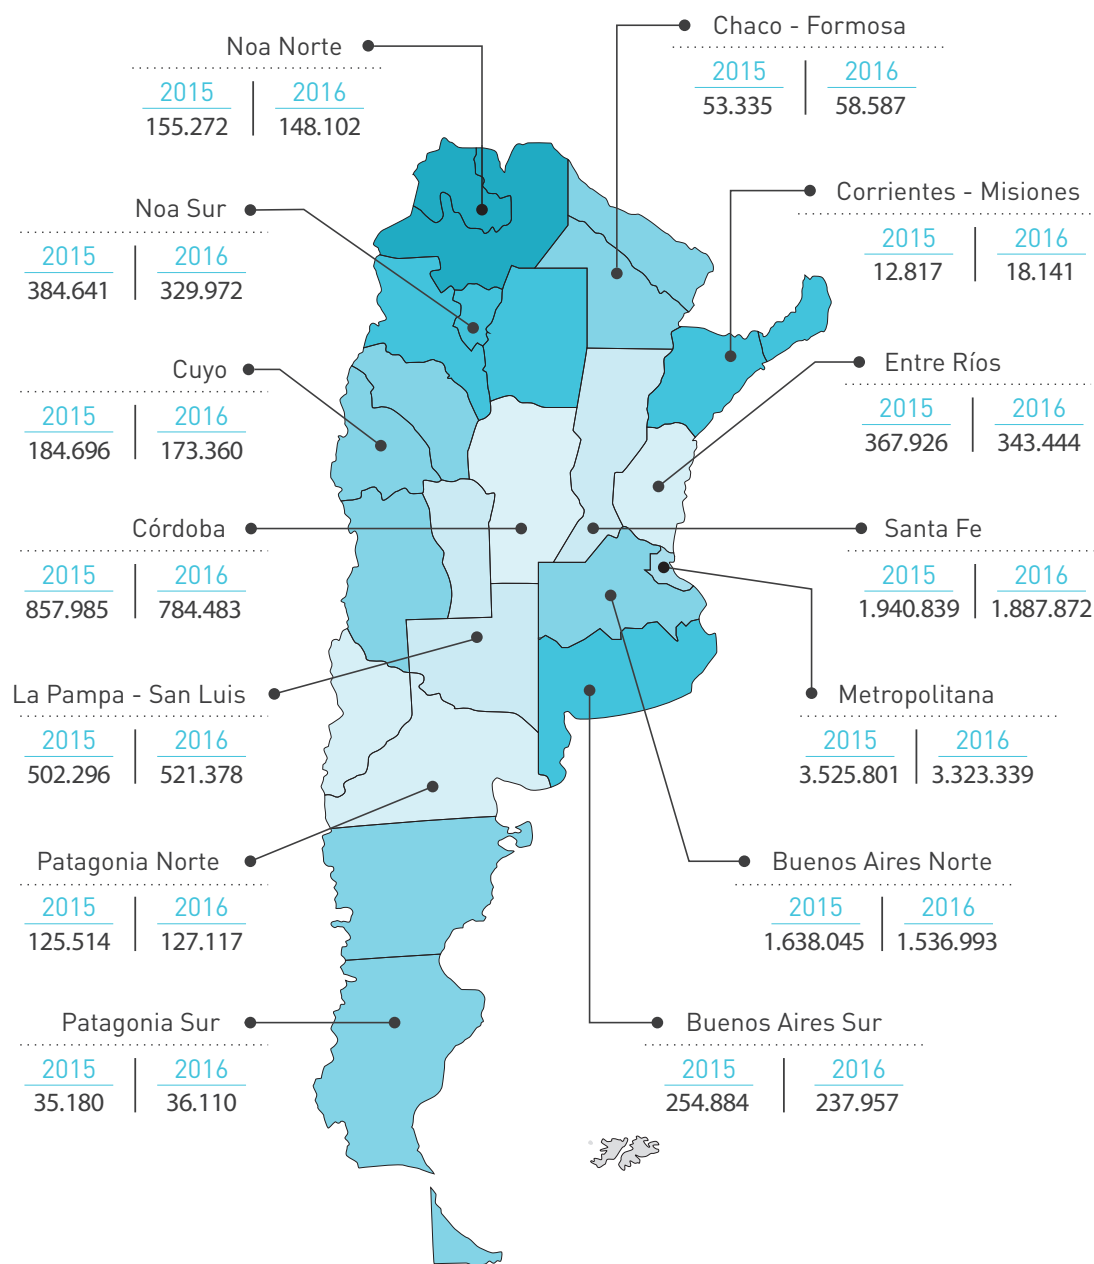 Noa Norte
2015 2016
155.272 148.102
Chaco - Formosa
2015 2016
53.335 58.587
Noa Sur
2015 2016
384.641 329.972
Corrientes - Misiones
2015 2016
12.817 18.141
Cuyo
2015 2016
184.696 173.360
Entre Ríos
2015 2016
367.926 343.444
Córdoba
2015 2016
857.985 784.483
Santa Fe
2015 2016
1.940.839 1.887.872
La Pampa - San Luis
2015 2016
502.296 521.378
Metropolitana
2015 2016
3.525.801 3.323.339
Patagonia Norte
2015 2016
125.514 127.117
Buenos Aires Norte
2015 2016
1.638.045 1.536.993
Patagonia Sur
2015 2016
35.180 36.110
Buenos Aires Sur
2015 2016
254.884 237.957